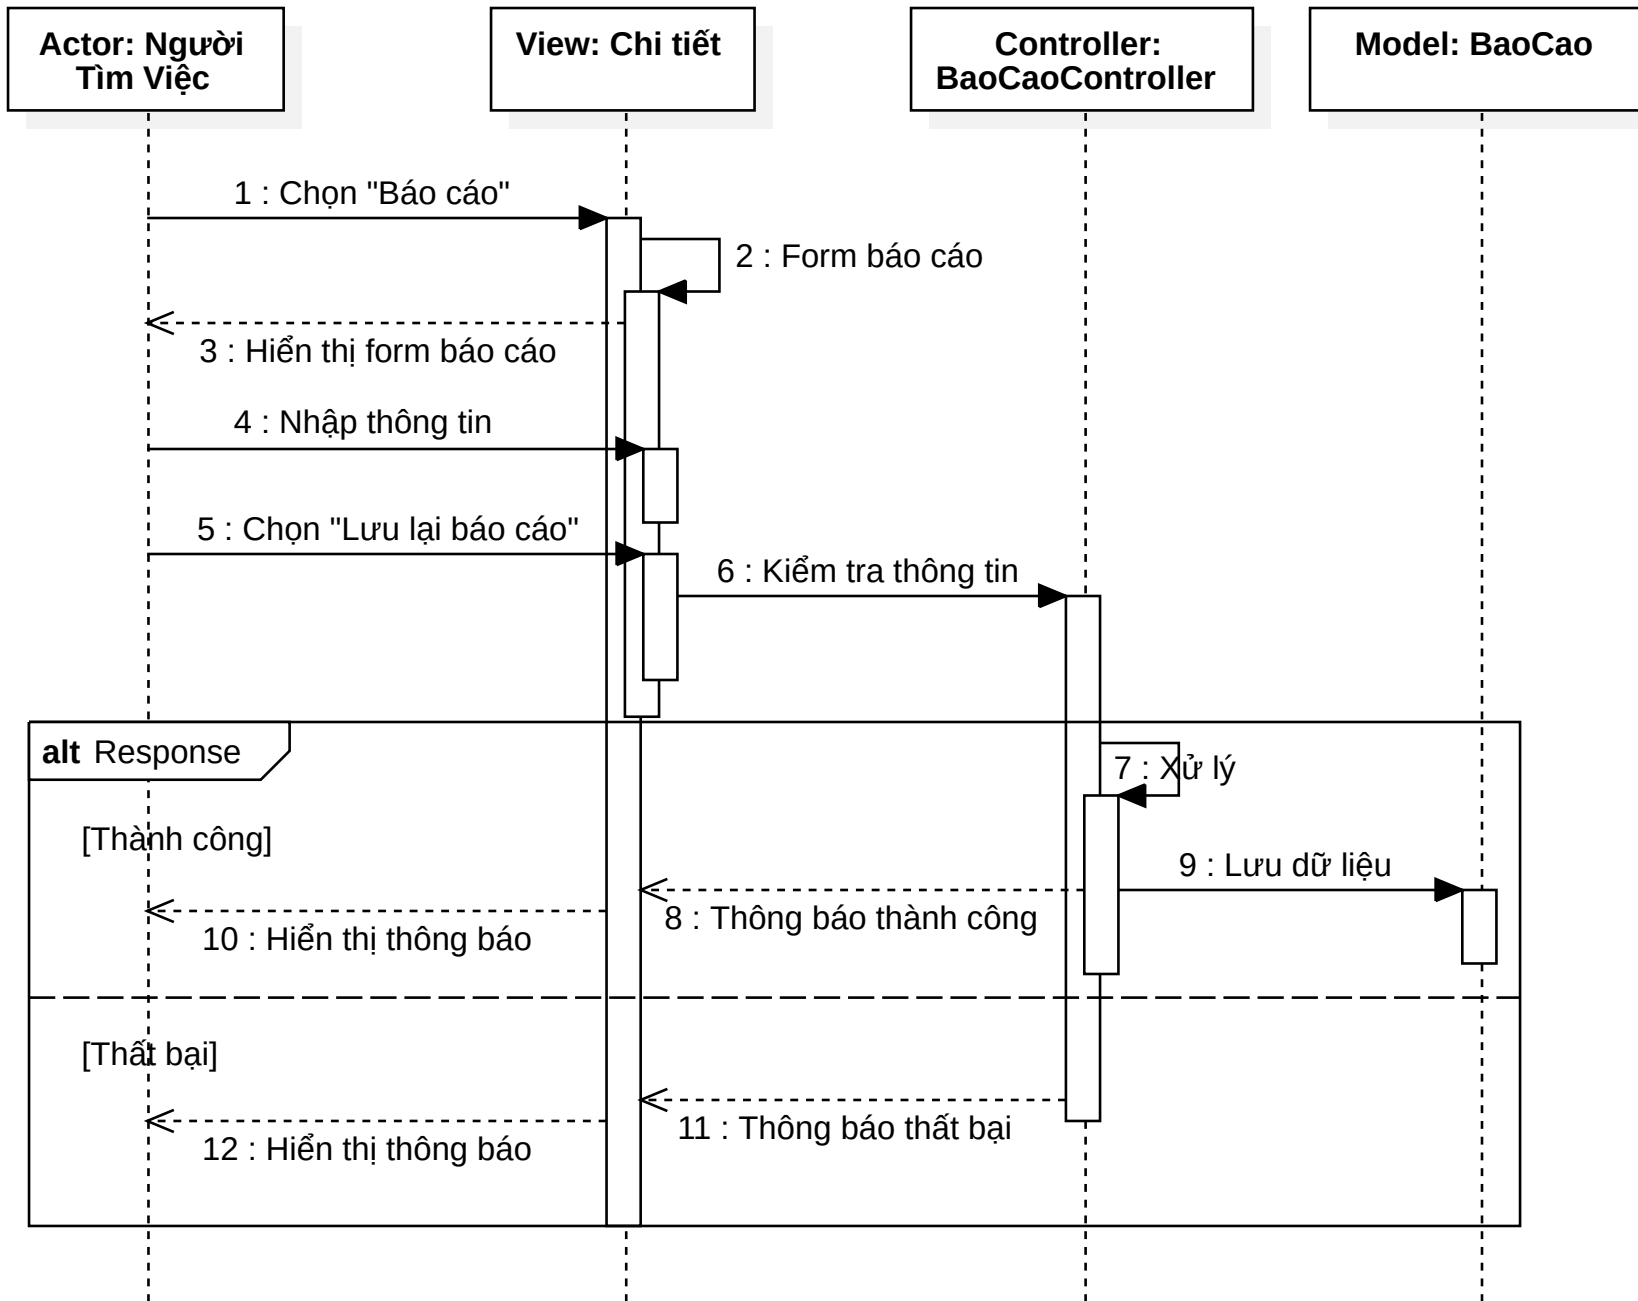 Actor: Người
Tìm Việc
View: Chi tiết
Controller:
BaoCaoController
Model: BaoCao
1 : Chọn "Báo cáo"
2 : Form báo cáo
3 : Hiển thị form báo cáo
4 : Nhập thông tin
5 : Chọn "Lưu lại báo cáo"
6 : Kiểm tra thông tin
alt Response
7 : Xử lý
[Thành công]
9 : Lưu dữ liệu
8 : Thông báo thành công
10 : Hiển thị thông báo
[Thất bại]
11 : Thông báo thất bại
12 : Hiển thị thông báo